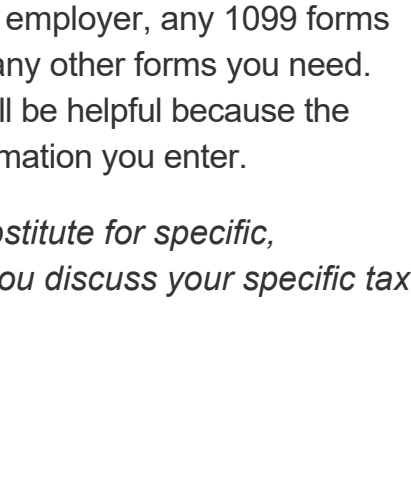 employer, any 1099 forms
any other forms you need.
ll be helpful because the
mation you enter.
stitute for specific,
ou discuss your specific tax